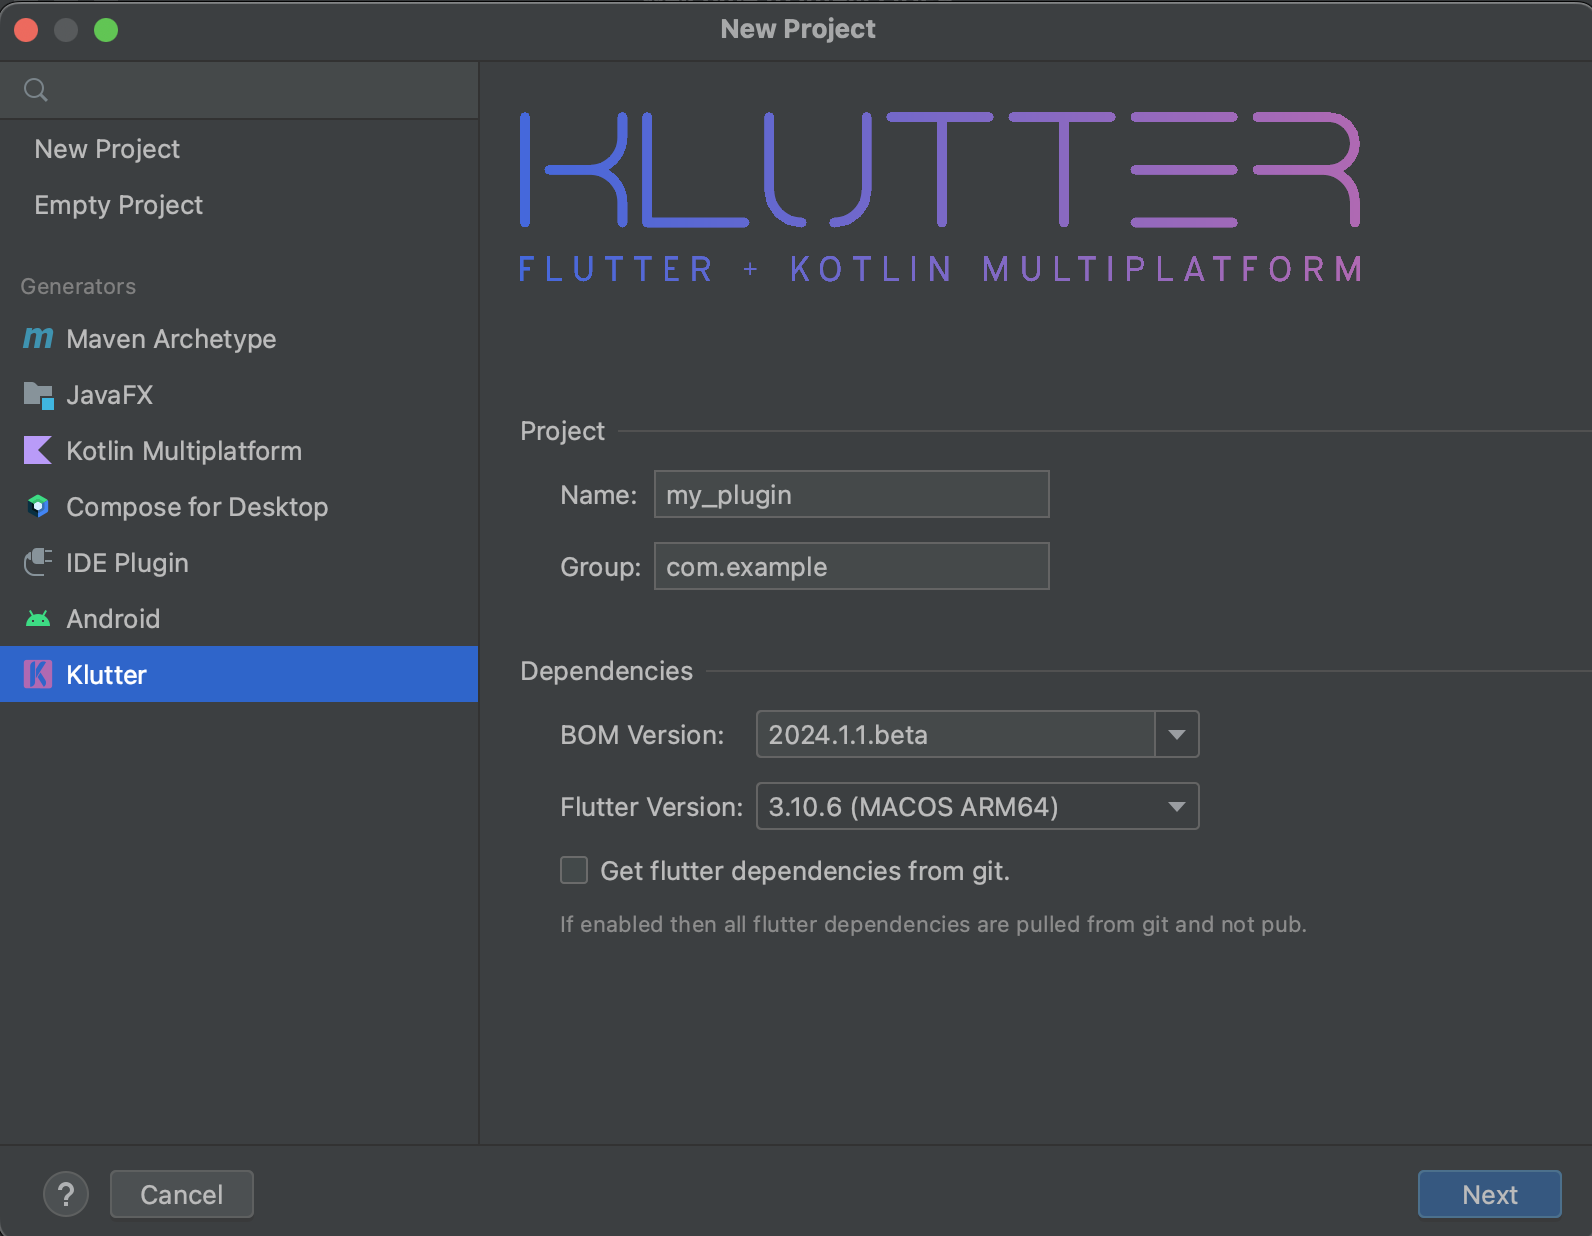 New Project
New Project
Empty Project
Generators
Maven Archetype
JavaFX
Kotlin Multiplatform
Compose for Desktop
IDE Plugin
Android
Klutter
KLUTTER
FLUTTER + KOTLIN MULTIPLATFORM
Project
Name: my_plugin
Group: com.example
Dependencies
BOM Version: 2024.1.1.beta
Flutter Version: 3.10.6 (MACOS ARM64)
Get flutter dependencies from git.
If enabled then all flutter dependencies are pulled from git and not pub.
? Cancel Next